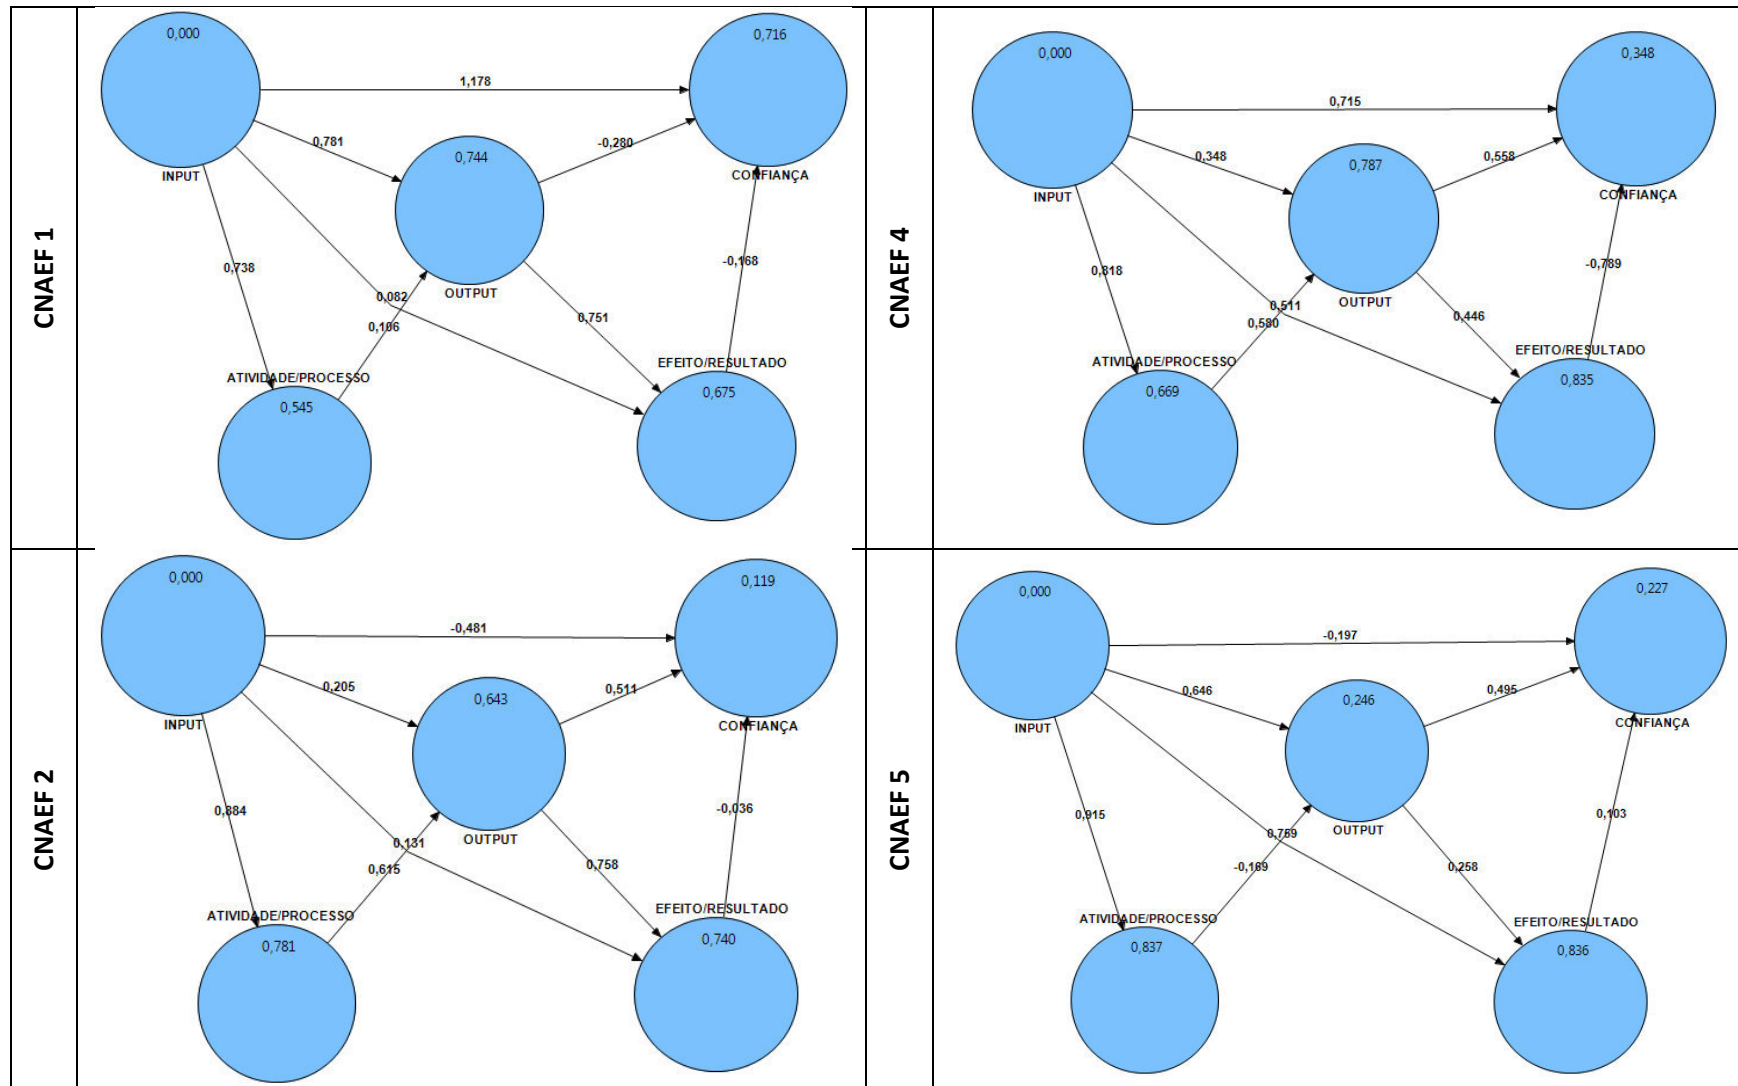 CNAEF 1
0,000
0,716
1,178
0,781
-0,280
0,744
INPUT
CONFIANÇA
0,738
-0,168
0,082
OUTPUT
0,106
0,751
EFEITO/RESULTADO
ATIVIDADE/PROCESSO
0,675
0,545
CNAEF 4
0,000
0,348
0,715
0,348
0,558
0,787
INPUT
CONFIANÇA
0,818
-0,789
OUTPUT
0,511
0,580
0,446
EFEITO/RESULTADO
ATIVIDADE/PROCESSO
0,835
0,669
CNAEF 2
0,000
0,119
-0,481
0,205
0,511
0,643
INPUT
CONFIANÇA
0,884
-0,036
OUTPUT
0,131
0,615
0,758
EFEITO/RESULTADO
ATIVIDADE/PROCESSO
0,740
0,781
CNAEF 5
0,000
0,227
-0,197
0,646
0,495
0,246
INPUT
CONFIANÇA
0,915
0,103
OUTPUT
0,769
-0,169
0,258
ATIVIDADE/PROCESSO
EFEITO/RESULTADO
0,837
0,836